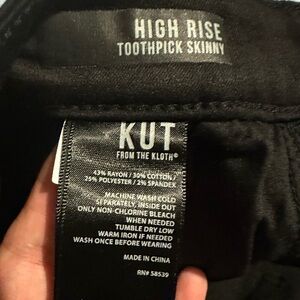 HIGH RISE
TOOTHPICK SKINNY
KUT
FROM THE KLOTH®
43% RAYON / 30% COTTON /
25% POLYESTER / 2% SPANDEX
MACHINE WASH COLD
SEPARATELY, INSIDE OUT
ONLY NON-CHLORINE BLEACH
WHEN NEEDED
TUMBLE DRY LOW
WARM IRON IF NEEDED
WASH ONCE BEFORE WEARING
MADE IN CHINA
RN# 58539